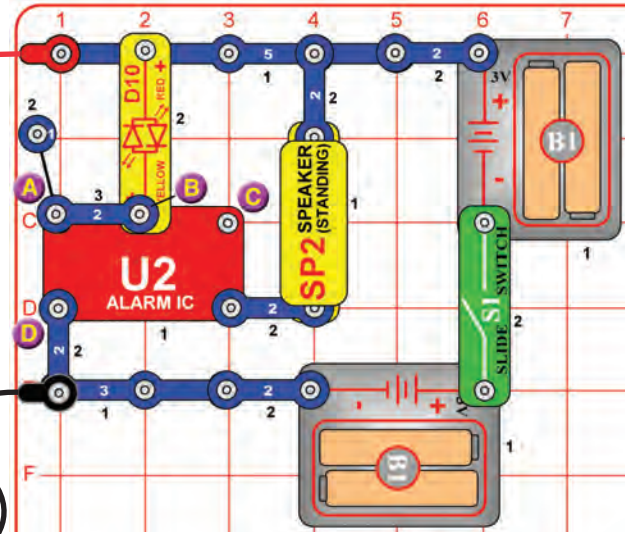 1 2 3 4 5 6 7
D10
RED +
YELLOW
5
1
2
2
2
2
2
2
1
3
2
3V
+
-
B1
1
A
B
C
C
U2
ALARM IC
1
SP2 SPEAKER
(STANDING)
1
S1
SLIDE SWITCH
2
D
D
2
2
2
2
3
1
2
2
- +
B1
1
F